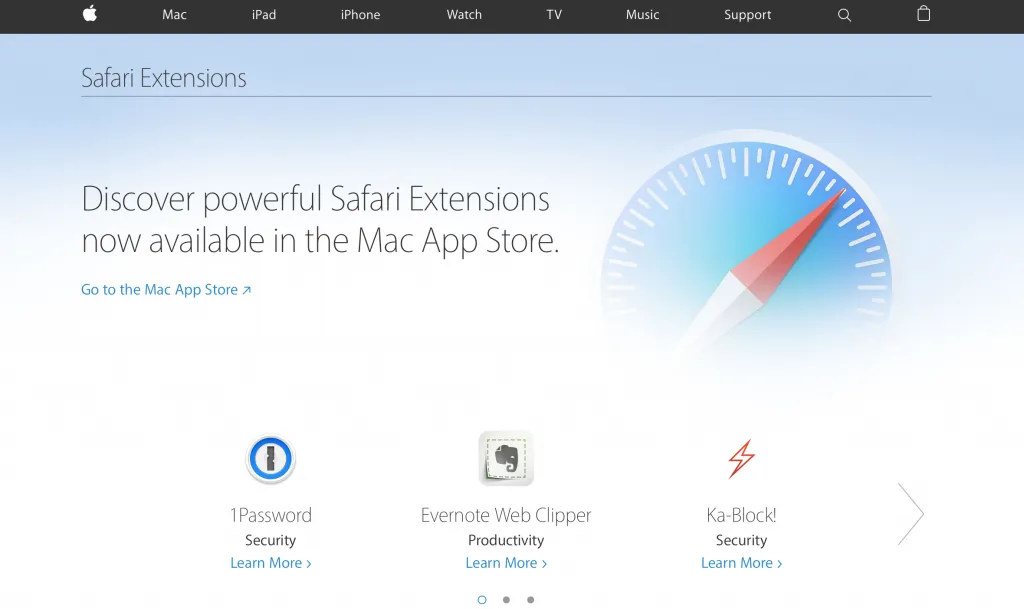 Mac iPad iPhone Watch TV Music Support
Safari Extensions
Discover powerful Safari Extensions
now available in the Mac App Store.
Go to the Mac App Store ↗
1Password Evernote Web Clipper Ka-Block!
Security Productivity Security
Learn More › Learn More › Learn More ›